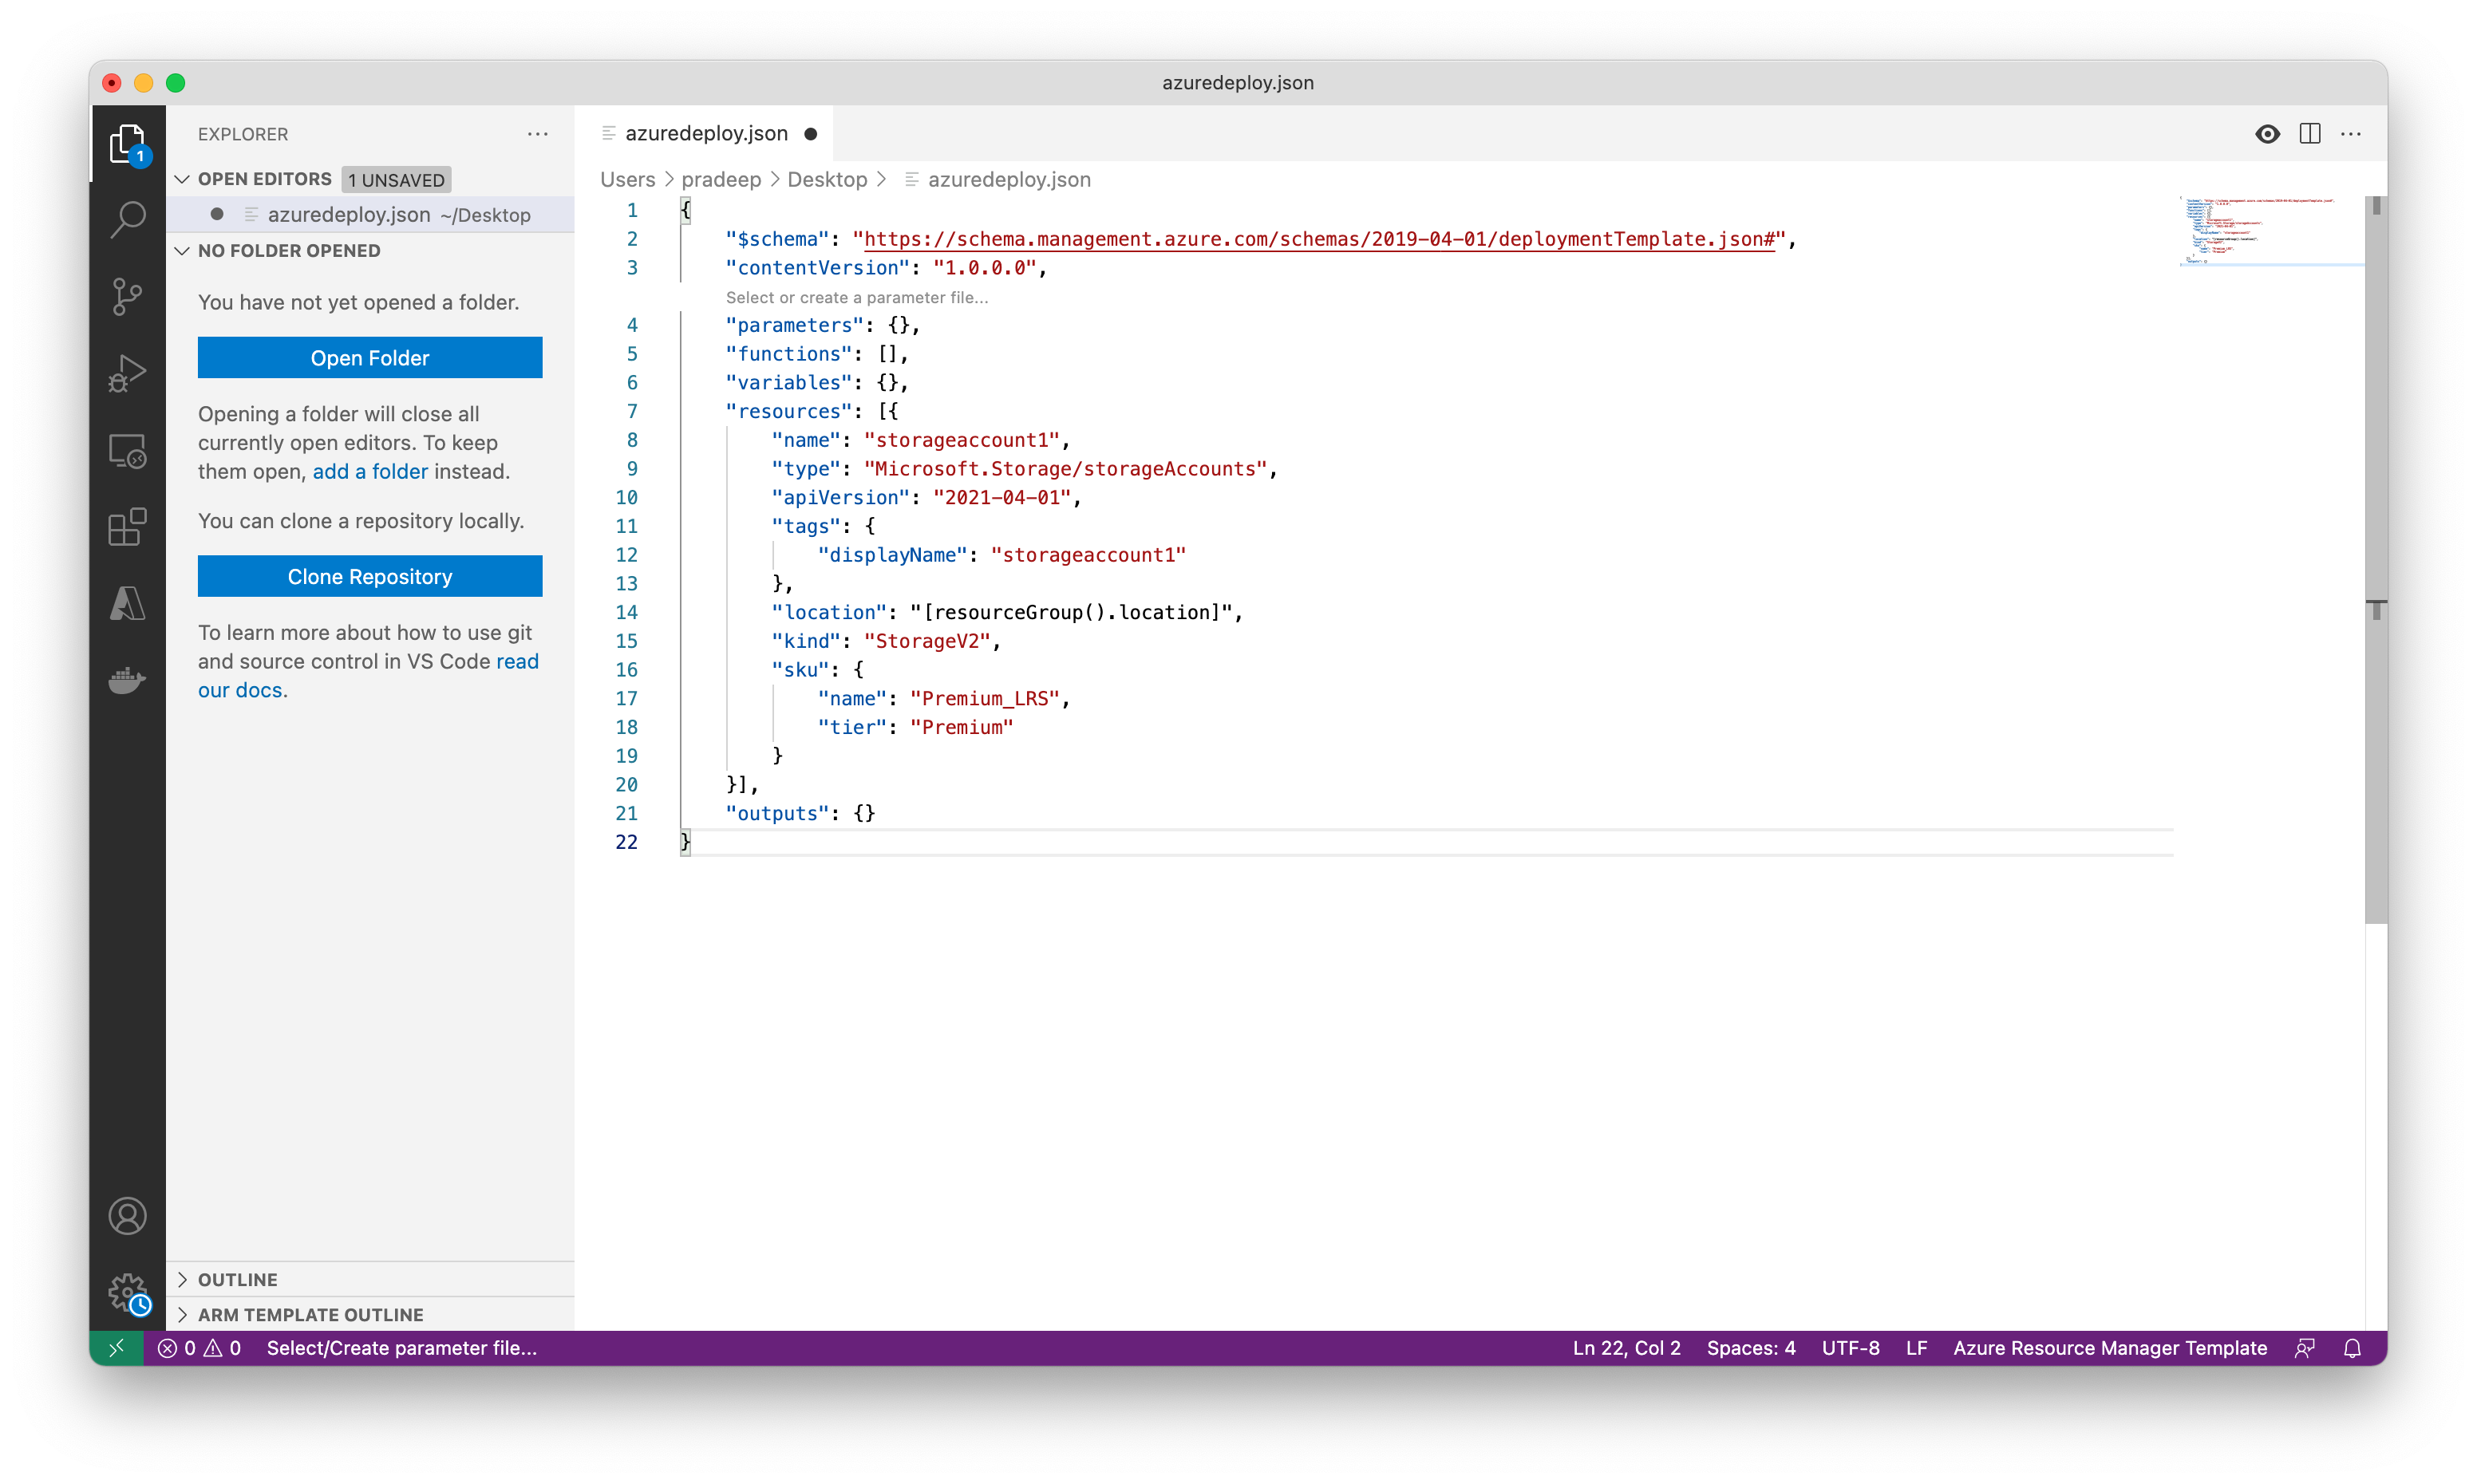 azuredeploy.json
EXPLORER
1
OPEN EDITORS 1 UNSAVED
azuredeploy.json ~/Desktop
NO FOLDER OPENED
You have not yet opened a folder.
Open Folder
Opening a folder will close all
currently open editors. To keep
them open, add a folder instead.
You can clone a repository locally.
Clone Repository
To learn more about how to use git
and source control in VS Code read
our docs.
OUTLINE
ARM TEMPLATE OUTLINE
azuredeploy.json
Users > pradeep > Desktop > azuredeploy.json
1 {
2 "$schema": "https://schema.management.azure.com/schemas/2019-04-01/deploymentTemplate.json#",
3 "contentVersion": "1.0.0.0",
Select or create a parameter file...
4 "parameters": {},
5 "functions": [],
6 "variables": {},
7 "resources": [{
8 "name": "storageaccount1",
9 "type": "Microsoft.Storage/storageAccounts",
10 "apiVersion": "2021-04-01",
11 "tags": {
12 "displayName": "storageaccount1"
13 },
14 "location": "[resourceGroup().location]",
15 "kind": "StorageV2",
16 "sku": {
17 "name": "Premium_LRS",
18 "tier": "Premium"
19 }
20 }],
21 "outputs": {}
22 }
0 0 Select/Create parameter file...
Ln 22, Col 2 Spaces: 4 UTF-8 LF Azure Resource Manager Template